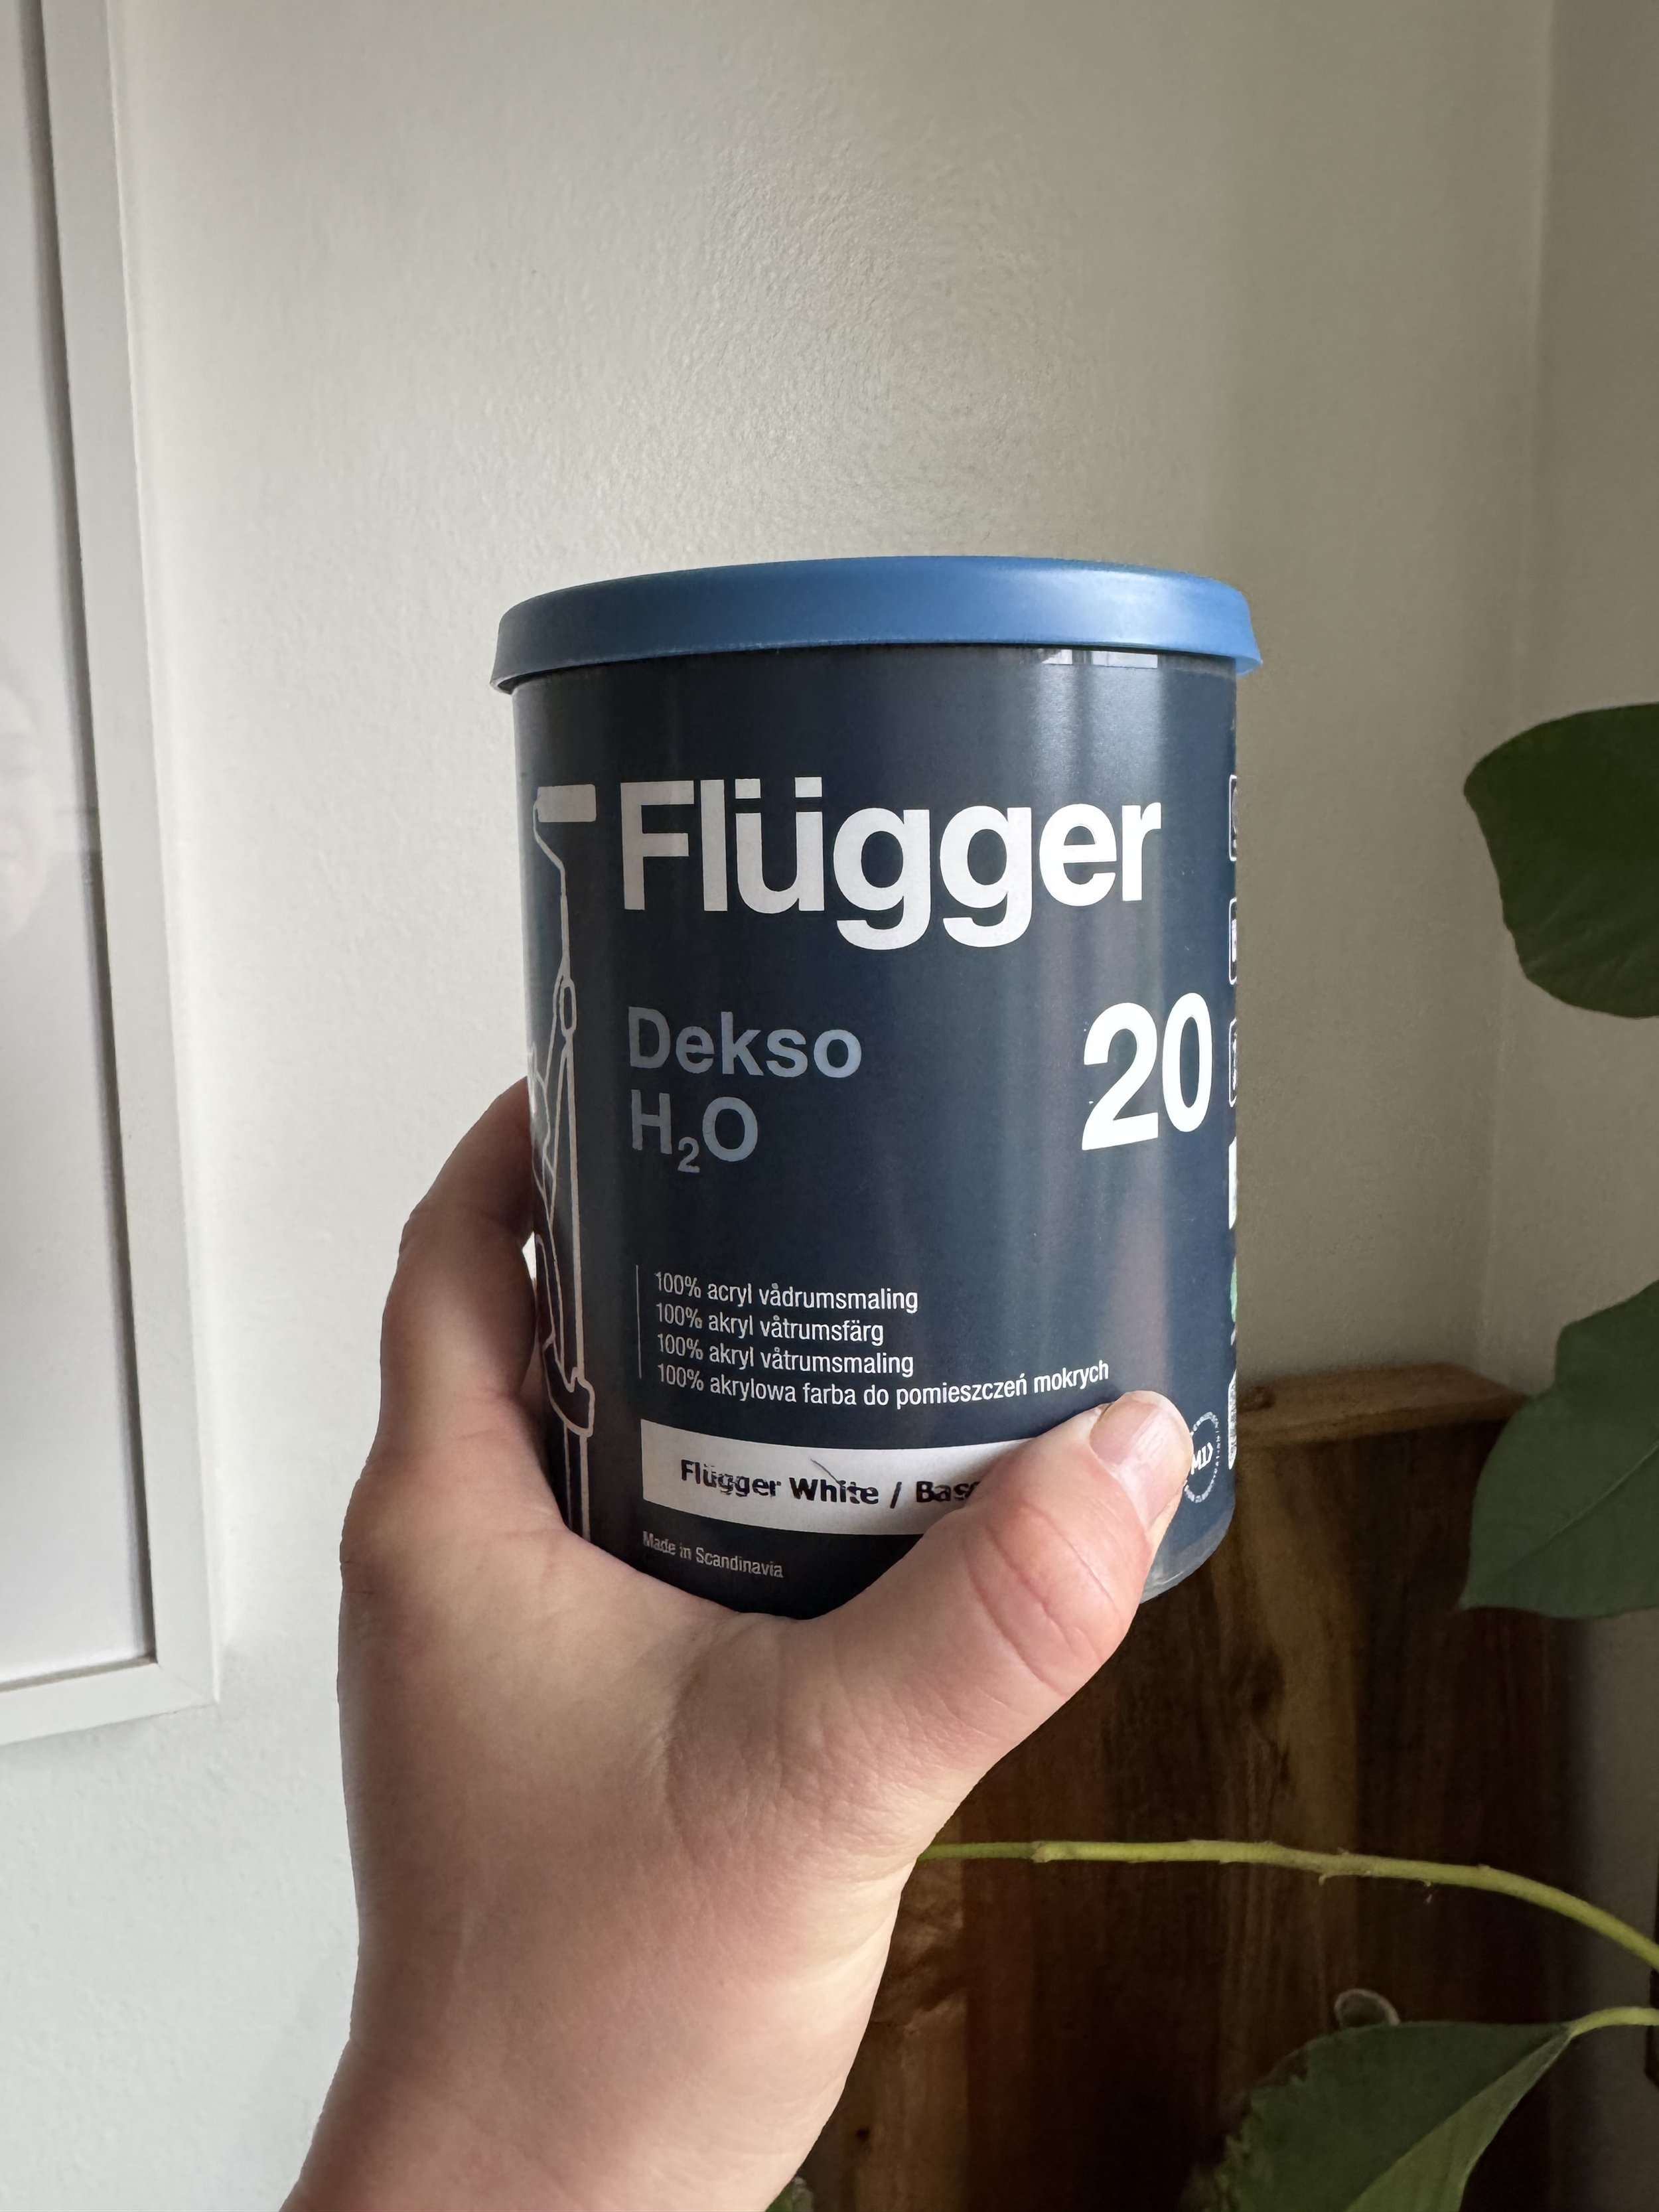 Flügger
Dekso
H₂O
20
100% acryl vådrumsmaling
100% akryl våtrumsfärg
100% akryl våtrumsmaling
100% akrylowa farba do pomieszczeń mokrych
Flügger White /
Made in Scandinavia